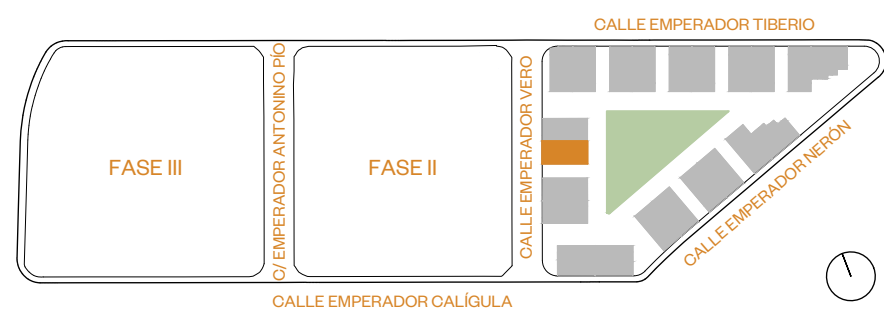 CALLE EMPERADOR TIBERIO
FASE III
C/ EMPERADOR ANTONINO PÍO
FASE II
CALLE EMPERADOR VERO
CALLE EMPERADOR NERÓN
CALLE EMPERADOR CALÍGULA